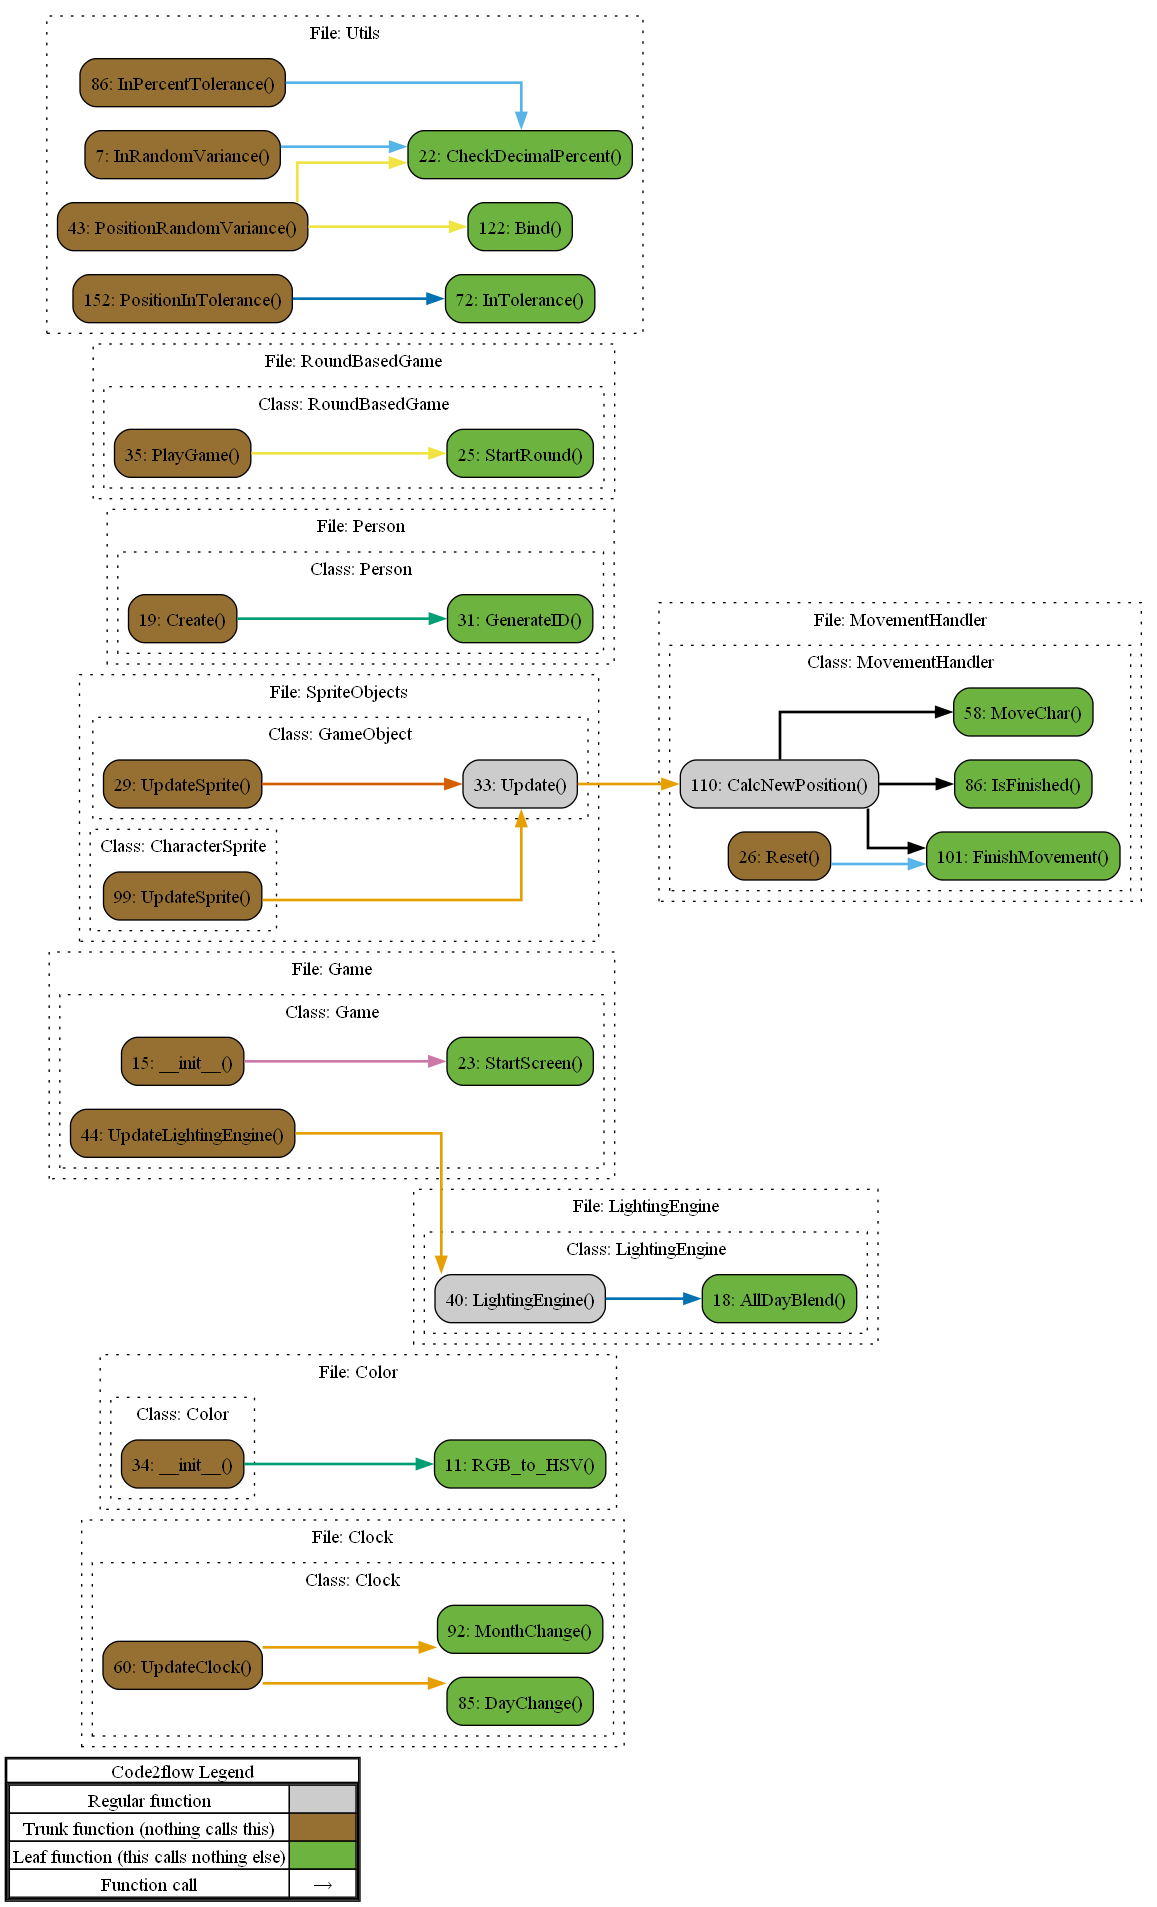 File: Utils
86: InPercentTolerance()
7: InRandomVariance()
22: CheckDecimalPercent()
43: PositionRandomVariance()
122: Bind()
152: PositionInTolerance()
72: InTolerance()
File: RoundBasedGame
Class: RoundBasedGame
35: PlayGame()
25: StartRound()
File: Person
Class: Person
19: Create()
31: GenerateID()
File: MovementHandler
Class: MovementHandler
58: MoveChar()
110: CalcNewPosition()
86: IsFinished()
26: Reset()
101: FinishMovement()
File: SpriteObjects
Class: GameObject
29: UpdateSprite()
33: Update()
Class: CharacterSprite
99: UpdateSprite()
File: Game
Class: Game
15: __init__()
23: StartScreen()
44: UpdateLightingEngine()
File: LightingEngine
Class: LightingEngine
40: LightingEngine()
18: AllDayBlend()
File: Color
Class: Color
34: __init__()
11: RGB_to_HSV()
File: Clock
Class: Clock
92: MonthChange()
60: UpdateClock()
85: DayChange()
Code2flow Legend
Regular function
Trunk function (nothing calls this)
Leaf function (this calls nothing else)
Function call →